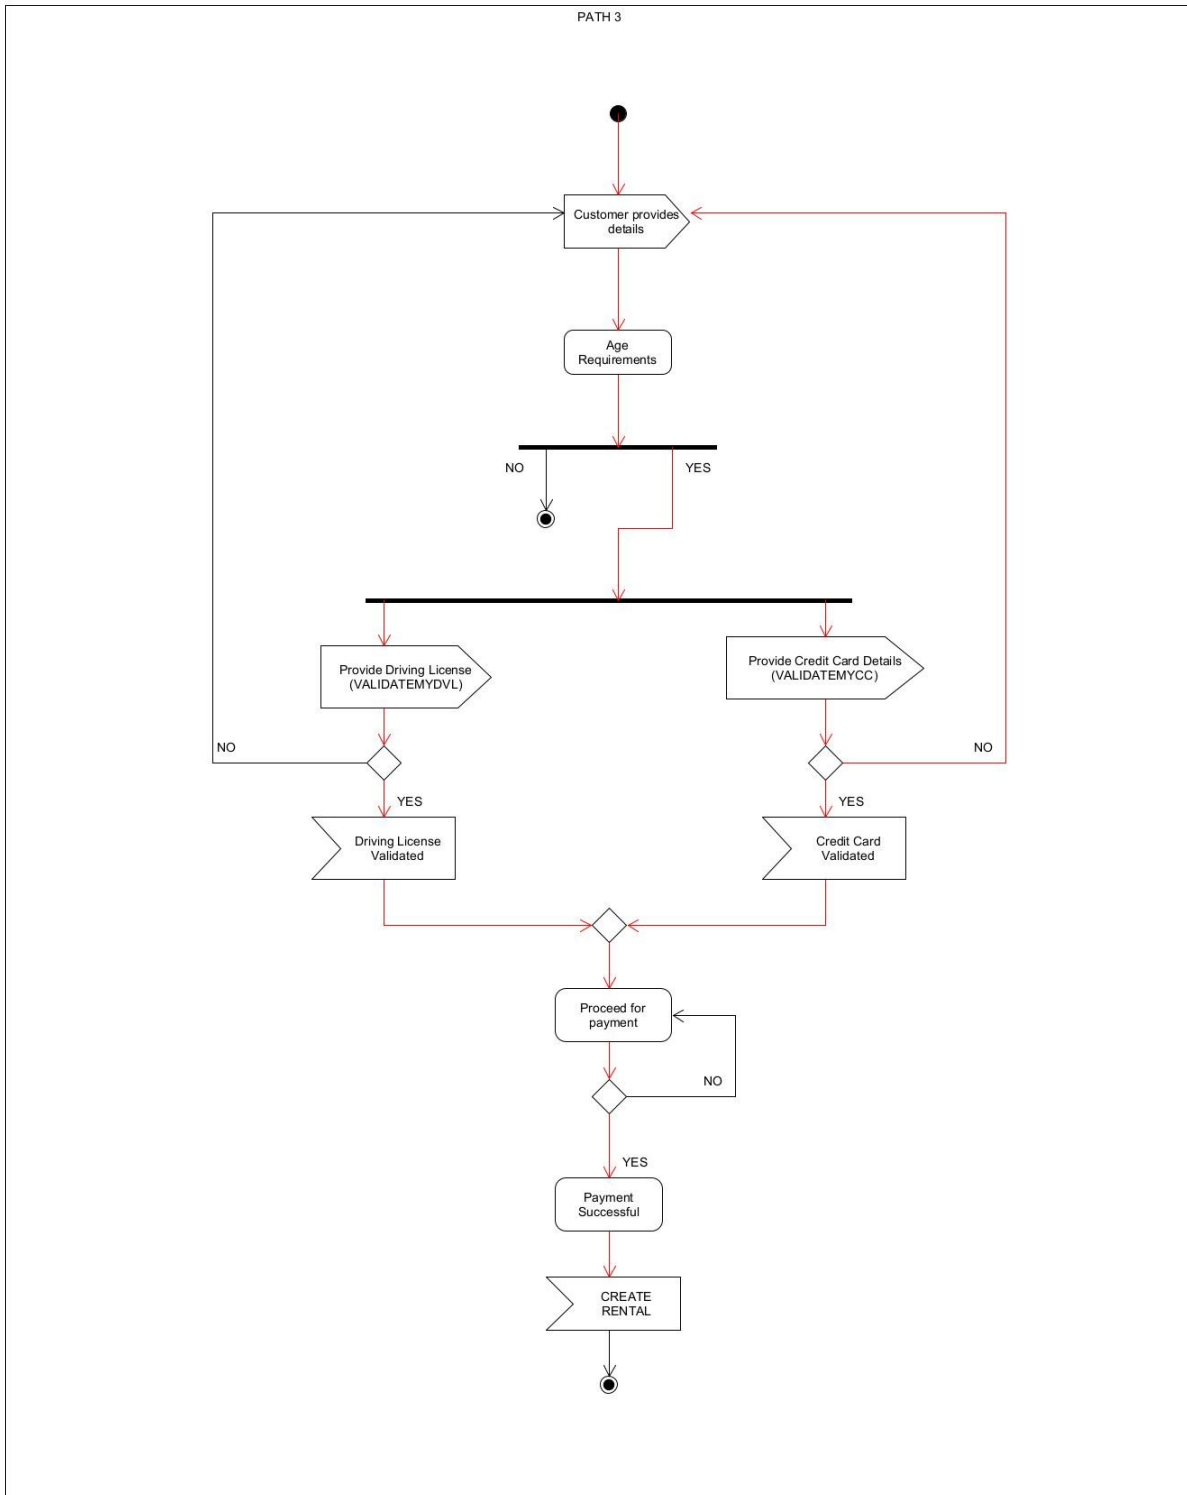 PATH 3
Customer provides
details
Age
Requirements
NO
YES
Provide Driving License
(VALIDATEMYDVL)
Provide Credit Card Details
(VALIDATEMYCC)
NO
NO
YES
YES
Driving License
Validated
Credit Card
Validated
Proceed for
payment
NO
YES
Payment
Successful
CREATE
RENTAL